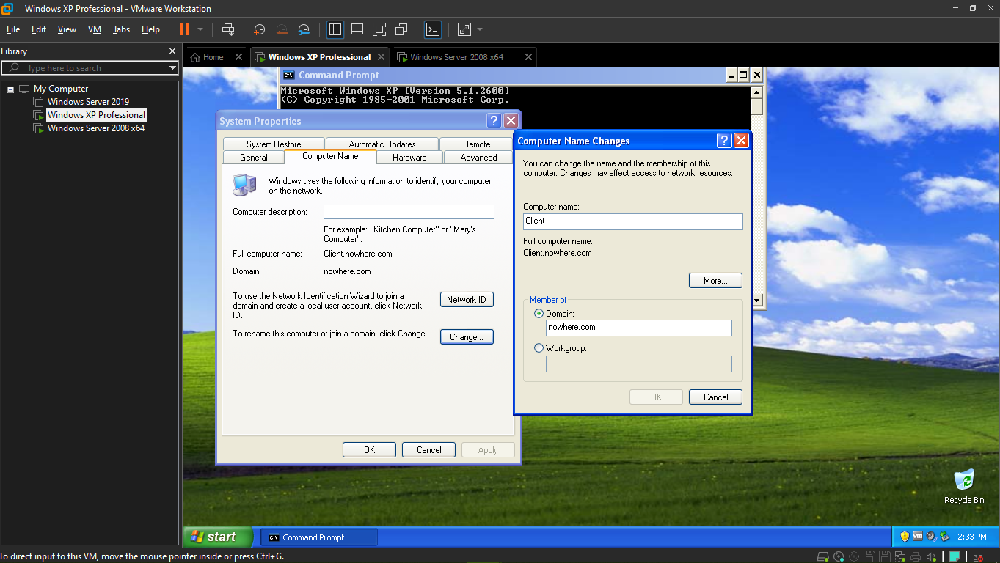 Windows XP Professional - VMware Workstation
File Edit View VM Tabs Help
Library
Type here to search
My Computer
Windows Server 2019
Windows XP Professional
Windows Server 2008 x64
Home
Windows XP Professional
Windows Server 2008 x64
C:\ Command Prompt
Microsoft Windows XP [Version 5.1.2600]
(C) Copyright 1985-2001 Microsoft Corp.
System Properties
System Restore Automatic Updates Remote
General Computer Name Hardware Advanced
Windows uses the following information to identify your computer
on the network.
Computer description:
For example: "Kitchen Computer" or "Mary's
Computer".
Full computer name: Client.nowhere.com
Domain: nowhere.com
To use the Network Identification Wizard to join a
domain and create a local user account, click Network
ID.
Network ID
To rename this computer or join a domain, click Change.
Change...
OK Cancel Apply
Computer Name Changes
You can change the name and the membership of this
computer. Changes may affect access to network resources.
Computer name:
Client
Full computer name:
Client.nowhere.com
More...
Member of
Domain:
nowhere.com
Workgroup:
OK Cancel
Recycle Bin
start
C:\ Command Prompt
vm
2:33 PM
To direct input to this VM, move the mouse pointer inside or press Ctrl+G.